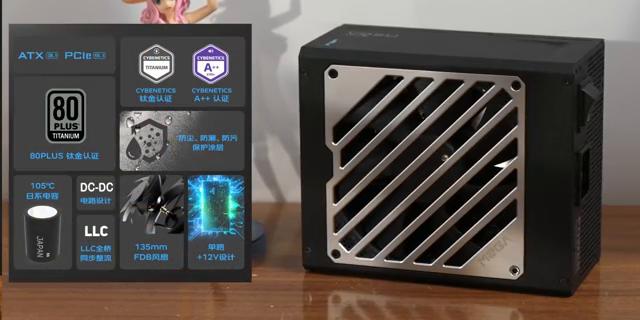 ATX 3.1 PCIe 5.1
CYBENETICS
TITANIUM
CYBENETICS
钛金认证
CYBENETICS
A++
CYBENETICS
A++ 认证
80
PLUS
TITANIUM
80PLUS 钛金认证
防尘、防潮、防污
保护涂层
105℃
日系电容
JAPAN
DC-DC
电路设计
LLC
LLC全桥
同步整流
135mm
FDB风扇
单路
+12V设计